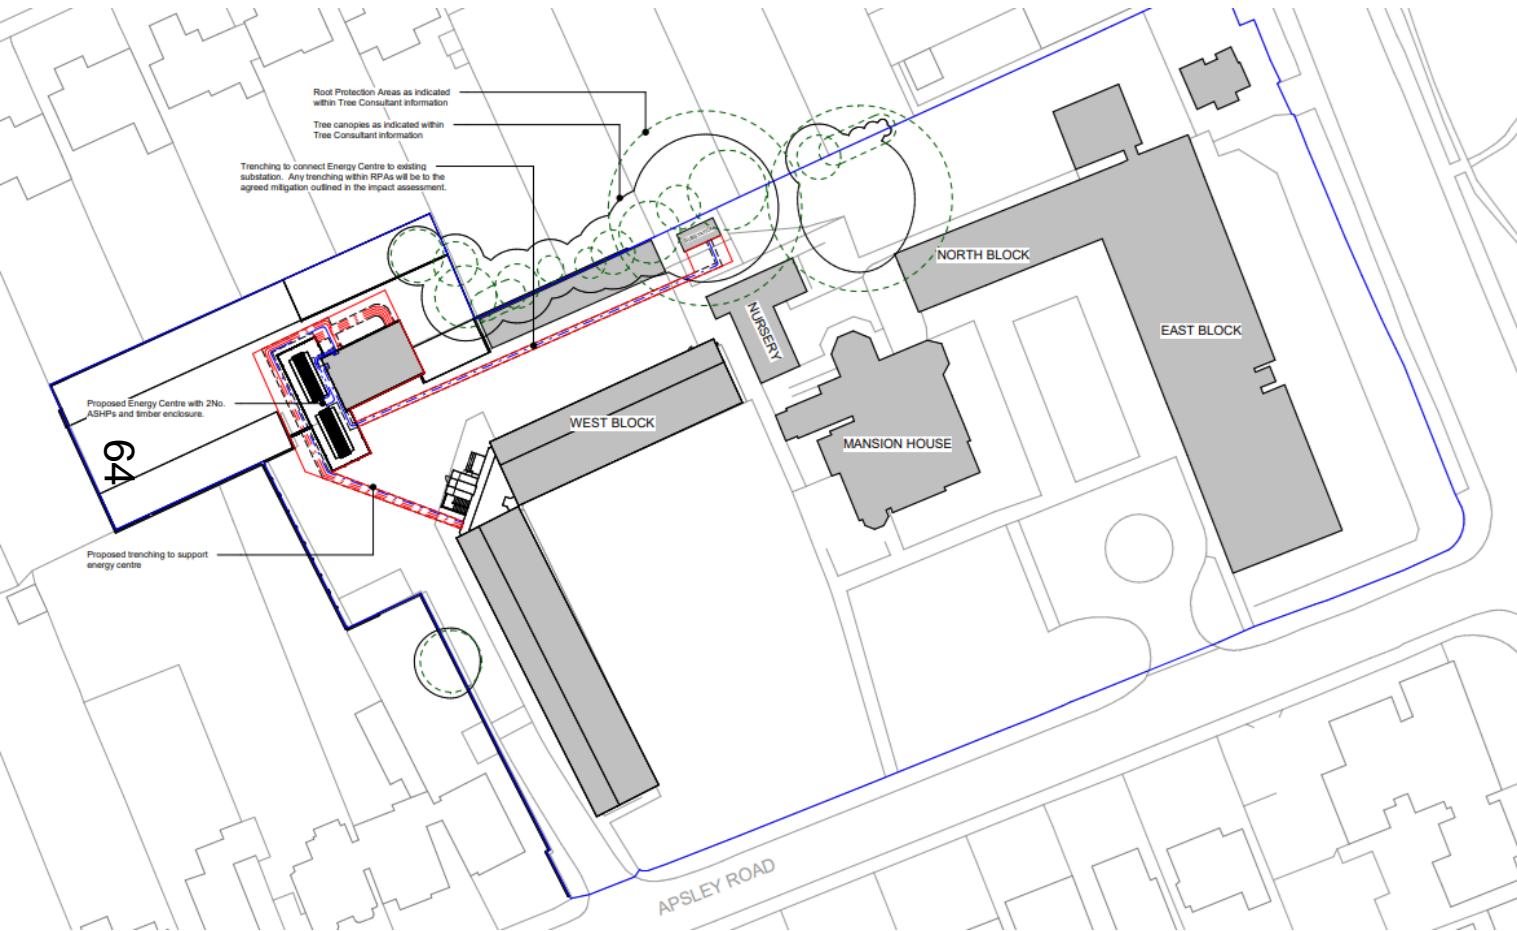 Root Protection Areas as indicated
within Tree Consultant information
Tree canopies as indicated within
Tree Consultant information
Trenching to connect Energy Centre to existing
substation. Any trenching within RPAs will be to the
agreed mitigation outlined in the impact assessment.
SUBSTATION
NORTH BLOCK
EAST BLOCK
NURSERY
Proposed Energy Centre with 2No.
ASHPs and timber enclosure.
64
WEST BLOCK
MANSION HOUSE
Proposed trenching to support
energy centre
APSLEY ROAD